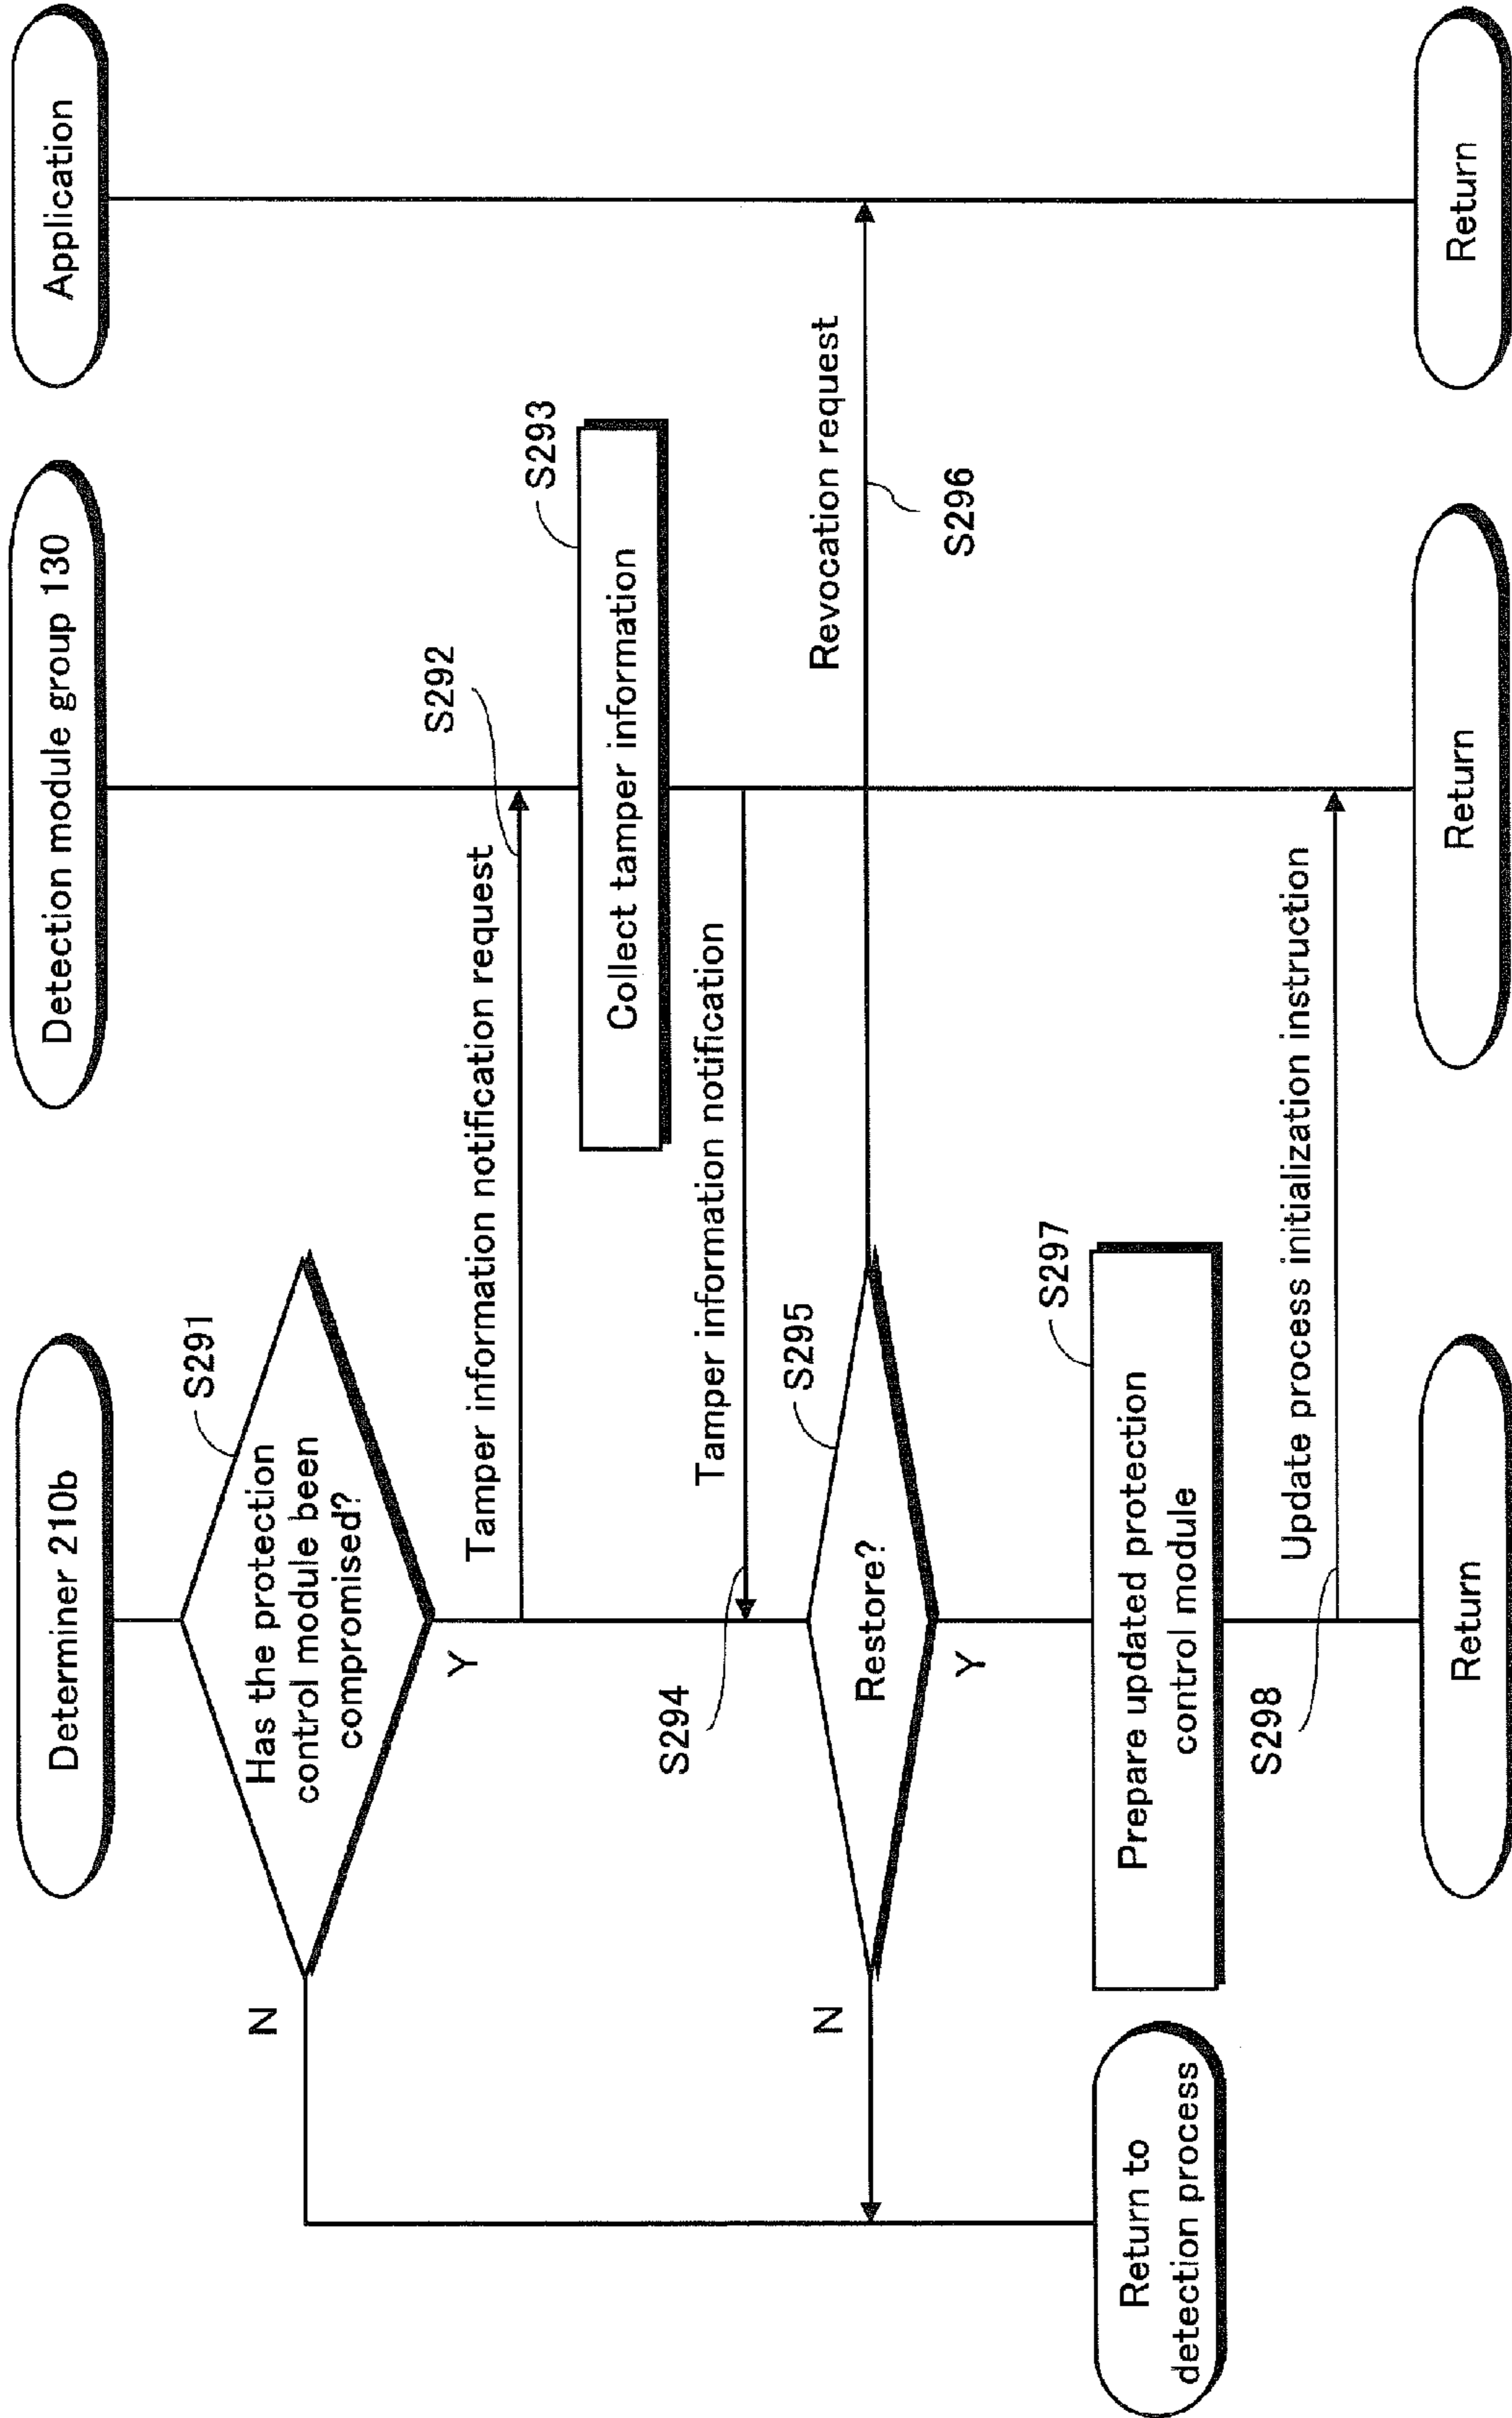 Determiner 210b
Detection module group 130
Application
S291
Has the protection
control module been
compromised?
N
Y
Tamper information notification request
S292
S293
Collect tamper information
Tamper information notification
S294
S295
Restore?
N
Y
Revocation request
S296
S297
Prepare updated protection
control module
Return to
detection process
Update process initialization instruction
S298
Return
Return
Return